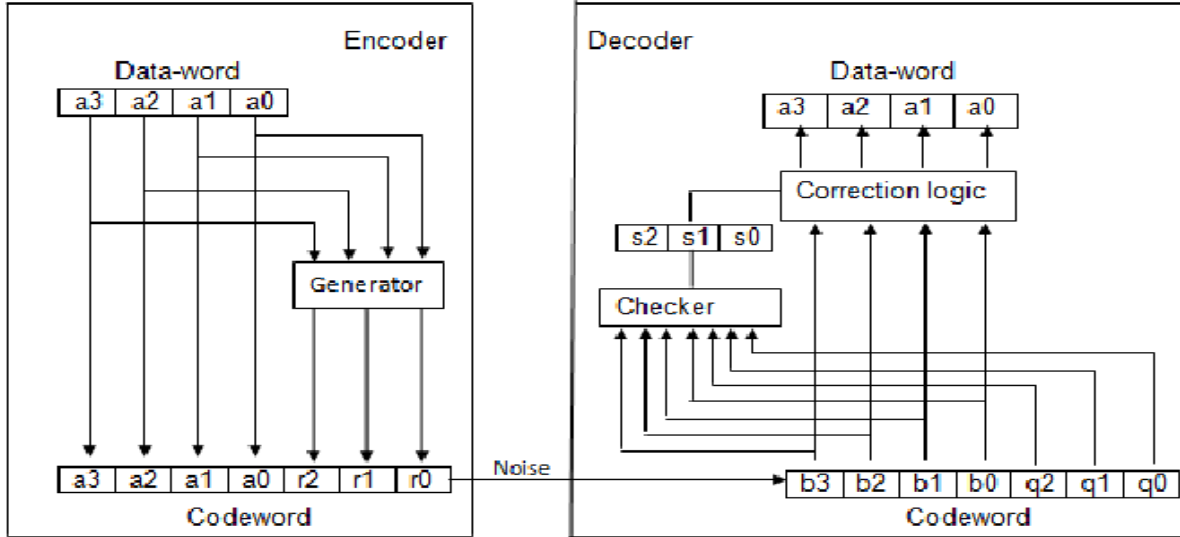 Encoder
Data-word
a3 a2 a1 a0
Generator
a3 a2 a1 a0 r2 r1 r0
Codeword
Noise
Decoder
Data-word
a3 a2 a1 a0
Correction logic
s2 s1 s0
Checker
b3 b2 b1 b0 q2 q1 q0
Codeword